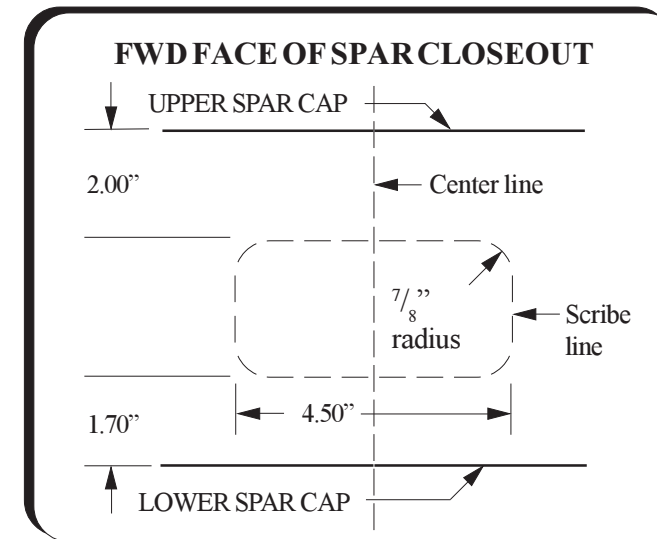 FWD FACE OF SPAR CLOSEOUT
UPPER SPAR CAP
2.00”
Center line
7/8”
radius
Scribe
line
4.50”
1.70”
LOWER SPAR CAP